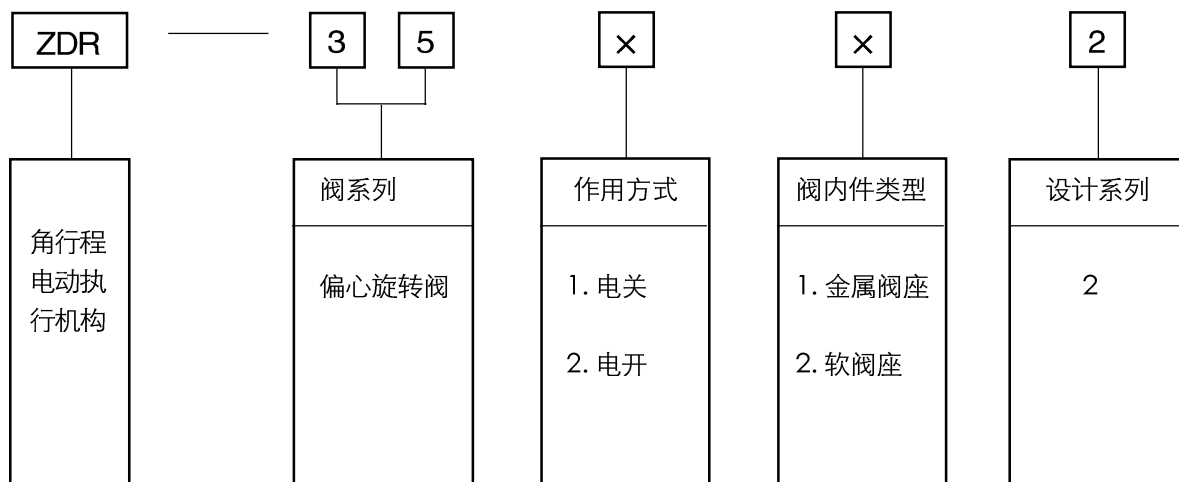 ZDR — 3 5 × × 2
角行程
电动执
行机构
阀系列
偏心旋转阀
作用方式
1. 电关
2. 电开
阀内件类型
1. 金属阀座
2. 软阀座
设计系列
2